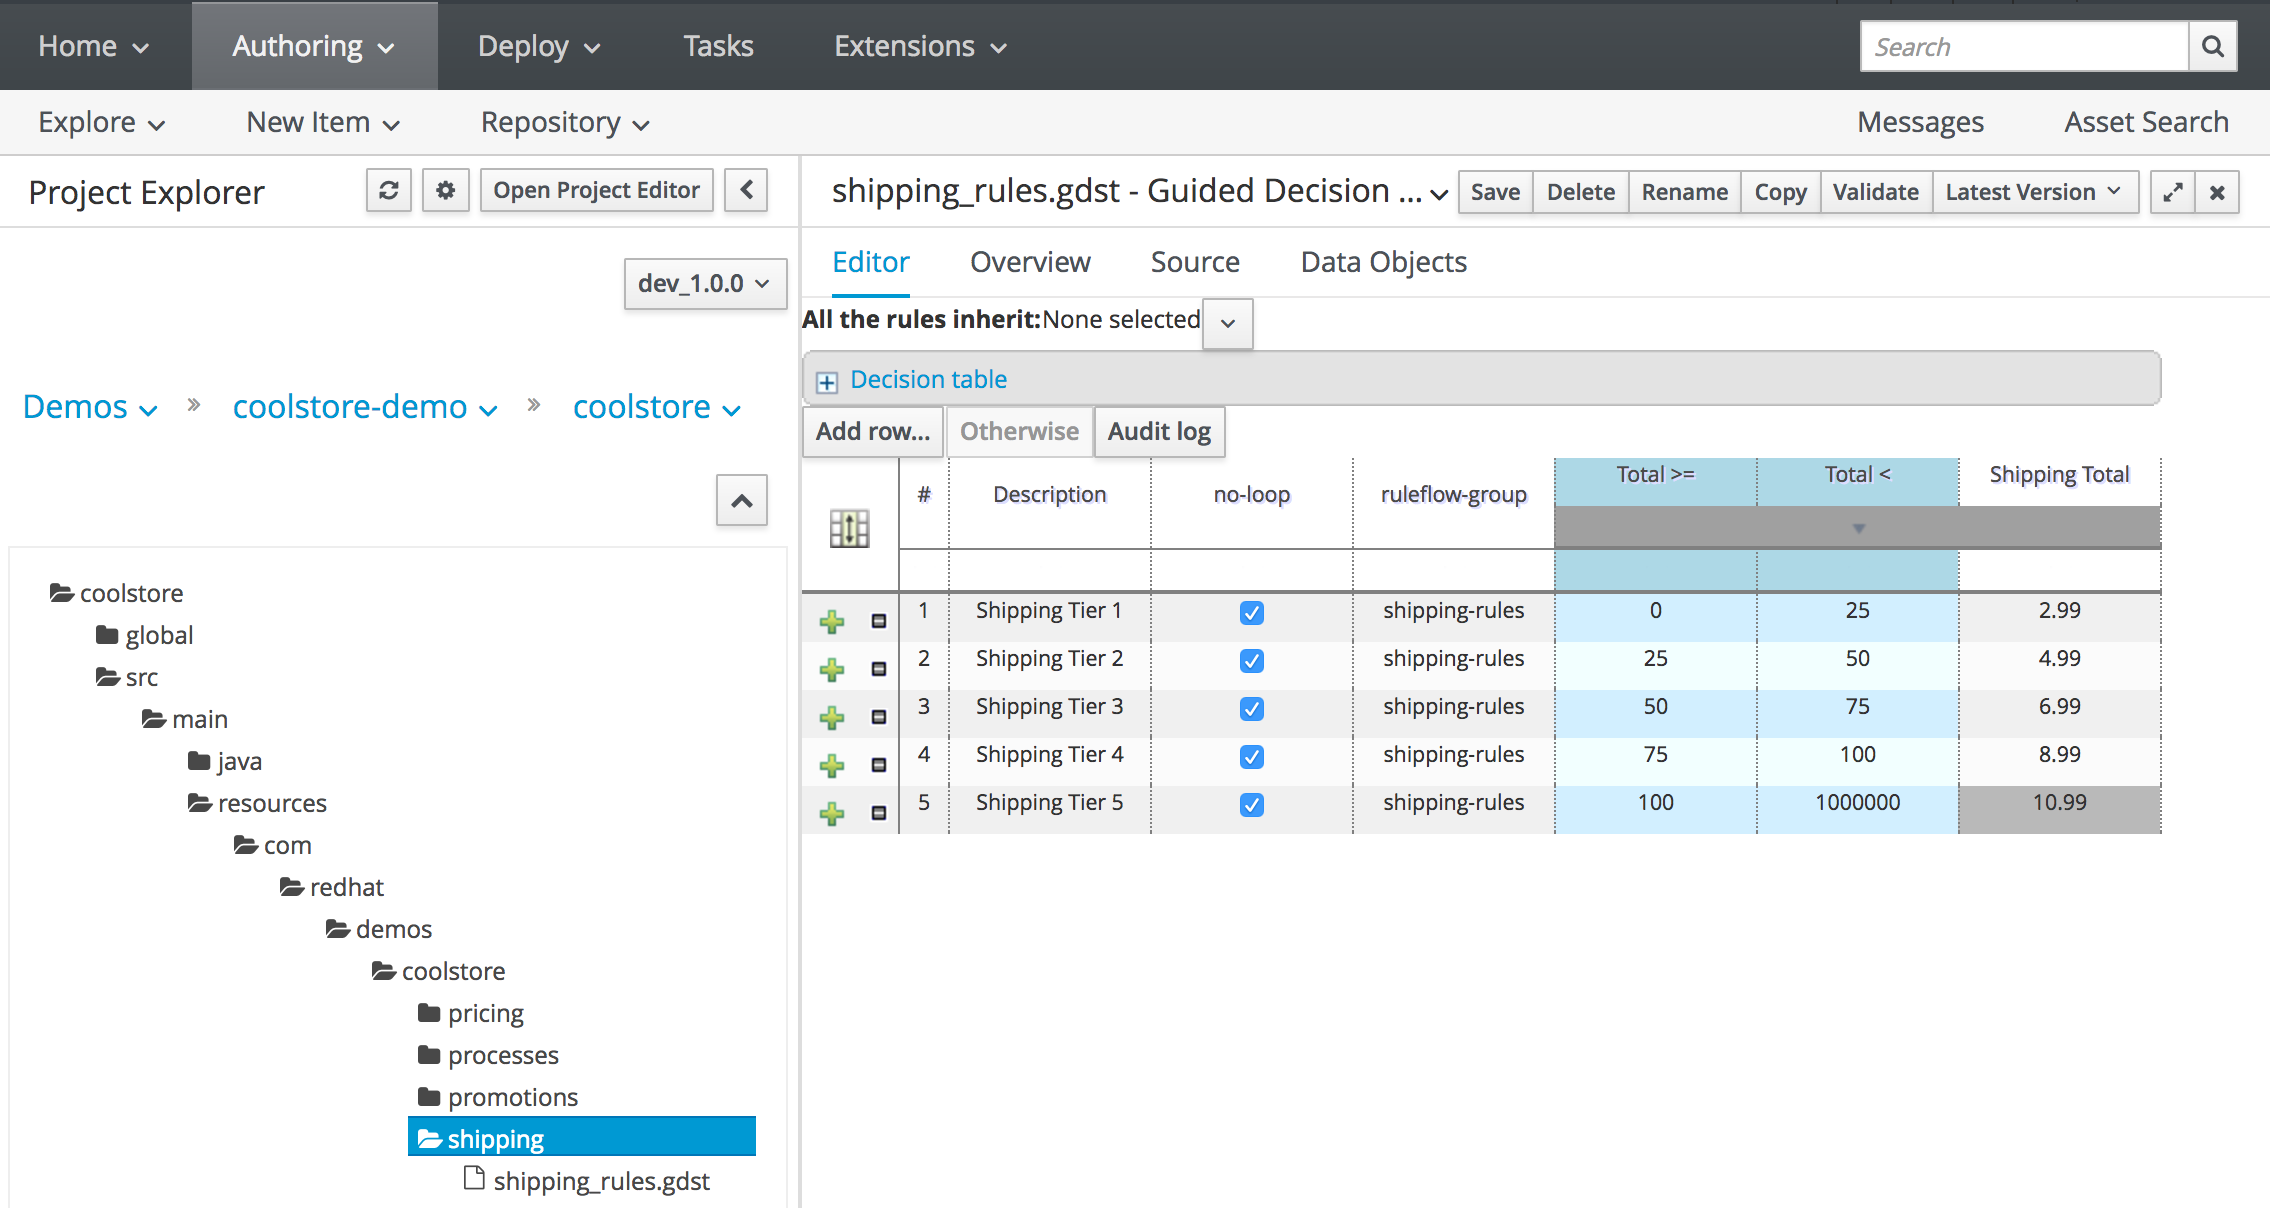 Home Authoring Deploy Tasks Extensions Search
Explore New Item Repository Messages Asset Search
Project Explorer Open Project Editor
dev_1.0.0
Demos » coolstore-demo » coolstore
coolstore
global
src
main
java
resources
com
redhat
demos
coolstore
pricing
processes
promotions
shipping
shipping_rules.gdst
shipping_rules.gdst - Guided Decision ... Save Delete Rename Copy Validate Latest Version
Editor Overview Source Data Objects
All the rules inherit:None selected
Decision table
Add row... Otherwise Audit log
# Description no-loop ruleflow-group Total >= Total < Shipping Total
1 Shipping Tier 1 shipping-rules 0 25 2.99
2 Shipping Tier 2 shipping-rules 25 50 4.99
3 Shipping Tier 3 shipping-rules 50 75 6.99
4 Shipping Tier 4 shipping-rules 75 100 8.99
5 Shipping Tier 5 shipping-rules 100 1000000 10.99